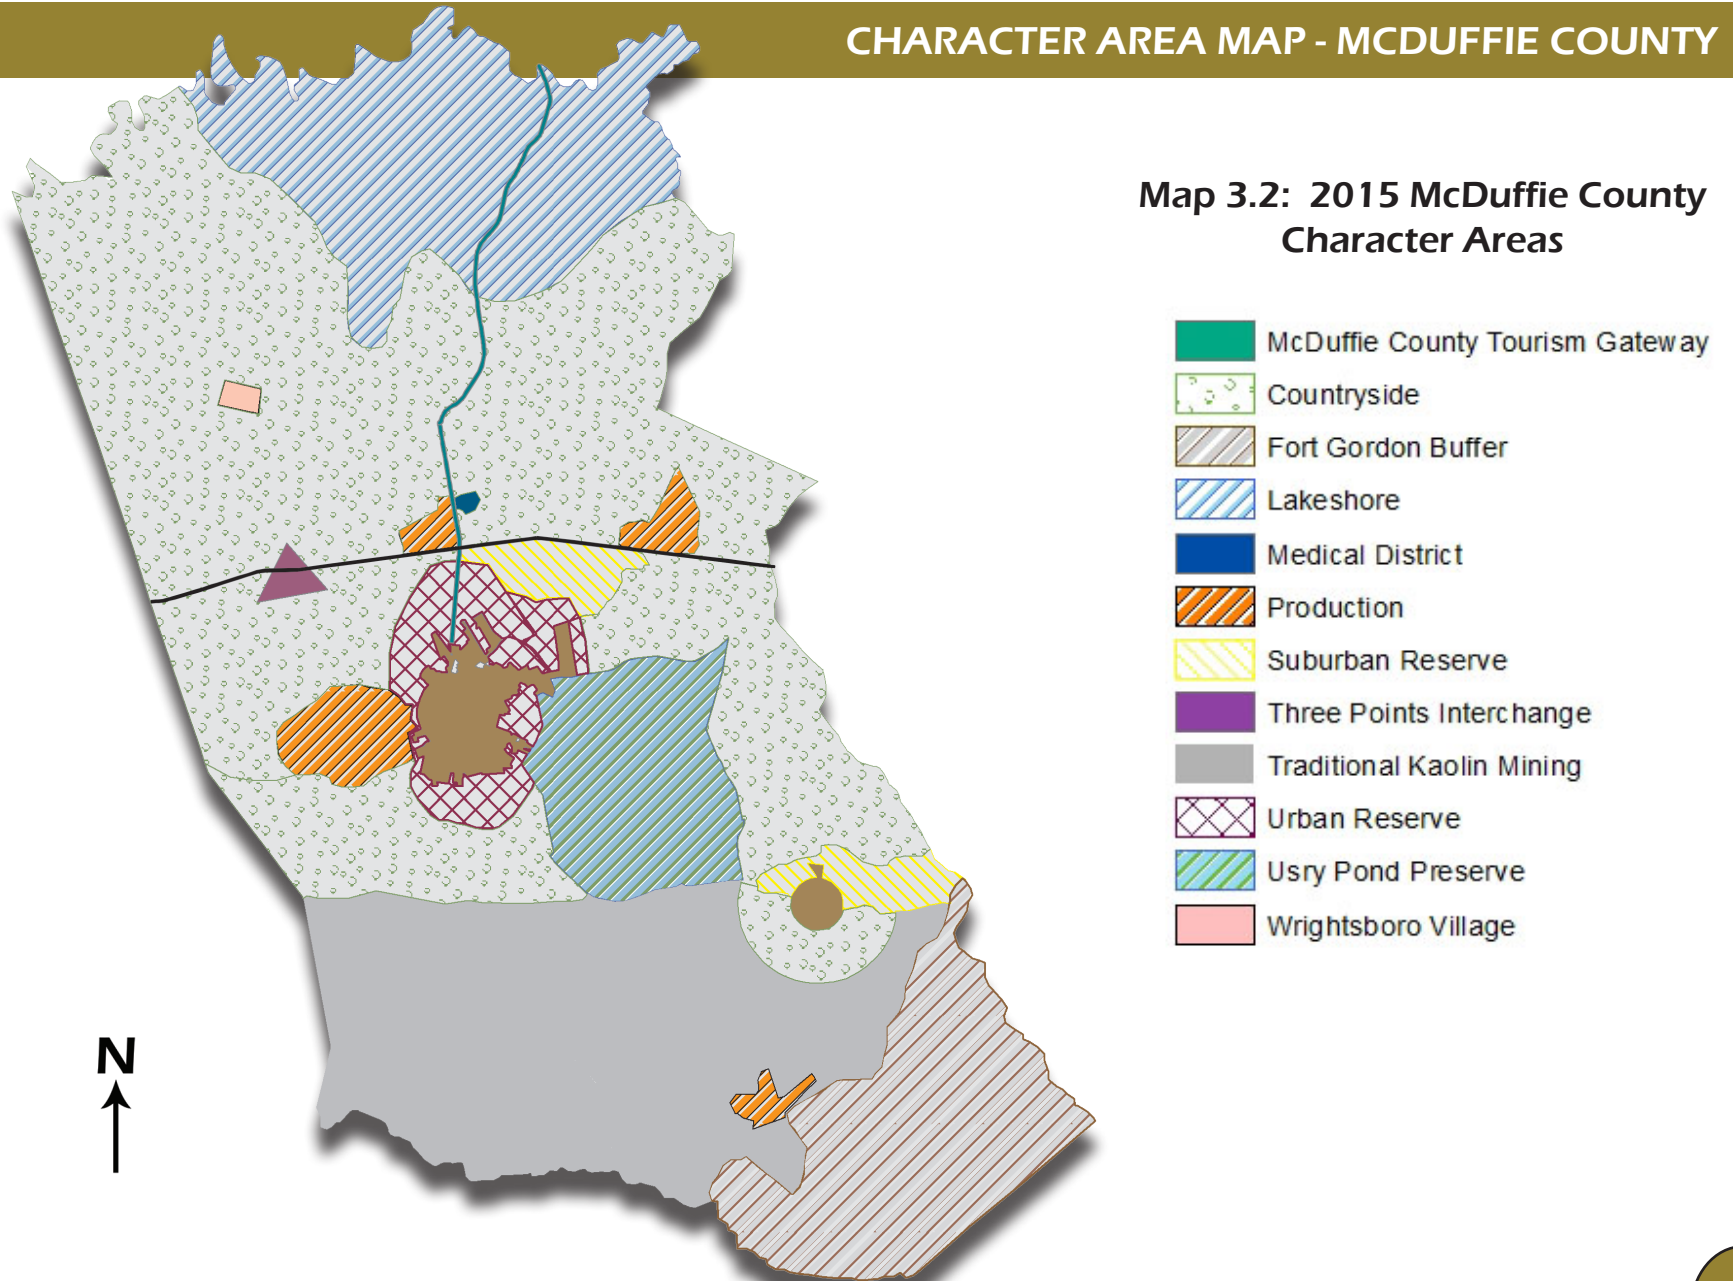 CHARACTER AREA MAP - MCDUFFIE COUNTY
Map 3.2: 2015 McDuffie County
Character Areas
McDuffie County Tourism Gateway
Countryside
Fort Gordon Buffer
Lakeshore
Medical District
Production
Suburban Reserve
Three Points Interchange
Traditional Kaolin Mining
Urban Reserve
Usry Pond Preserve
Wrightsboro Village
N